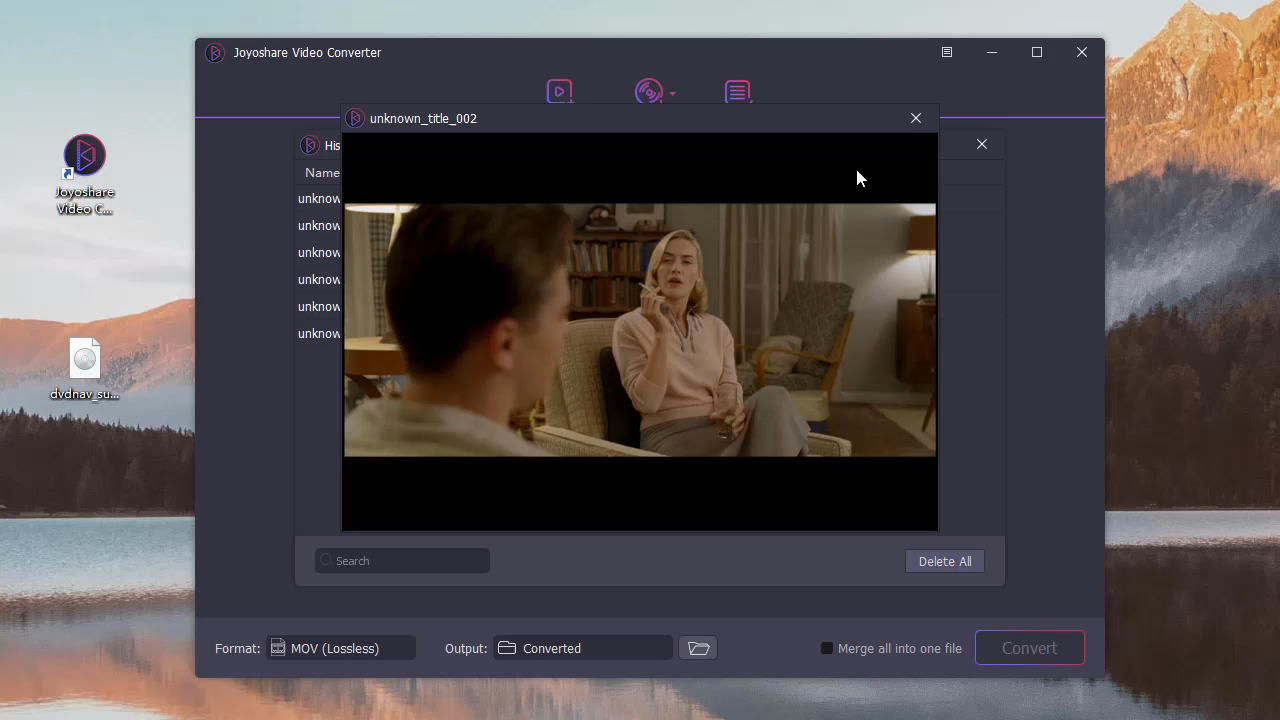 Joyoshare Video Converter
unknown_title_002
His
Name
unknow
unknow
unknow
unknow
unknow
unknow
Joyoshare
Video C...
dvdnav_su...
Search
Delete All
Format:
MOV (Lossless)
Output:
Converted
Merge all into one file
Convert